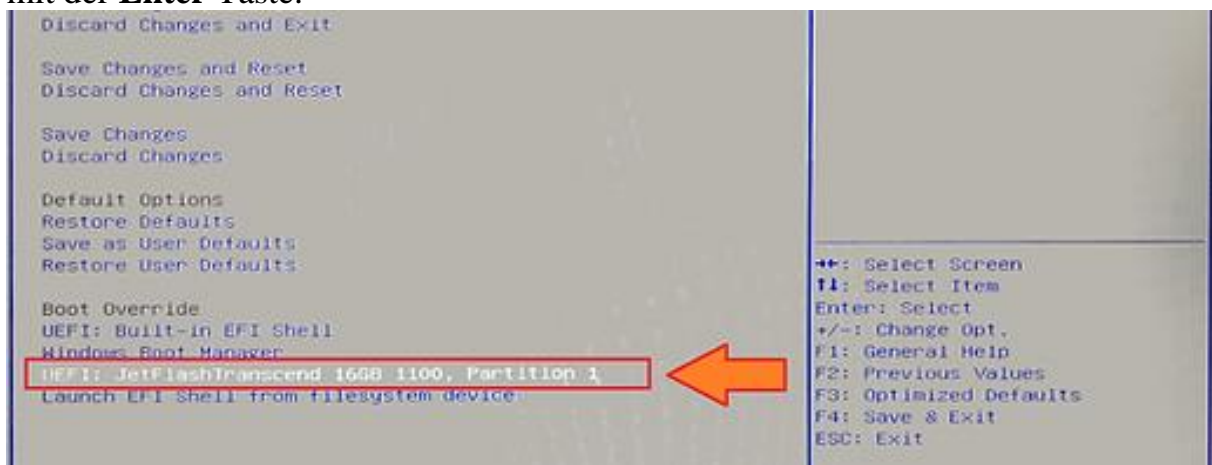 mit der Enter-Taste.
Discard Changes and Exit
Save Changes and Reset
Discard Changes and Reset
Save Changes
Discard Changes
Default Options
Restore Defaults
Save as User Defaults
Restore User Defaults
Boot Override
UEFI: Built-in EFI Shell
Windows Boot Manager
UEFI: JetFlashTranscend 16GB 1100, Partition 1
Launch EFI Shell from filesystem device
→←: Select Screen
↑↓: Select Item
Enter: Select
+/-: Change Opt.
F1: General Help
F2: Previous Values
F3: Optimized Defaults
F4: Save & Exit
ESC: Exit